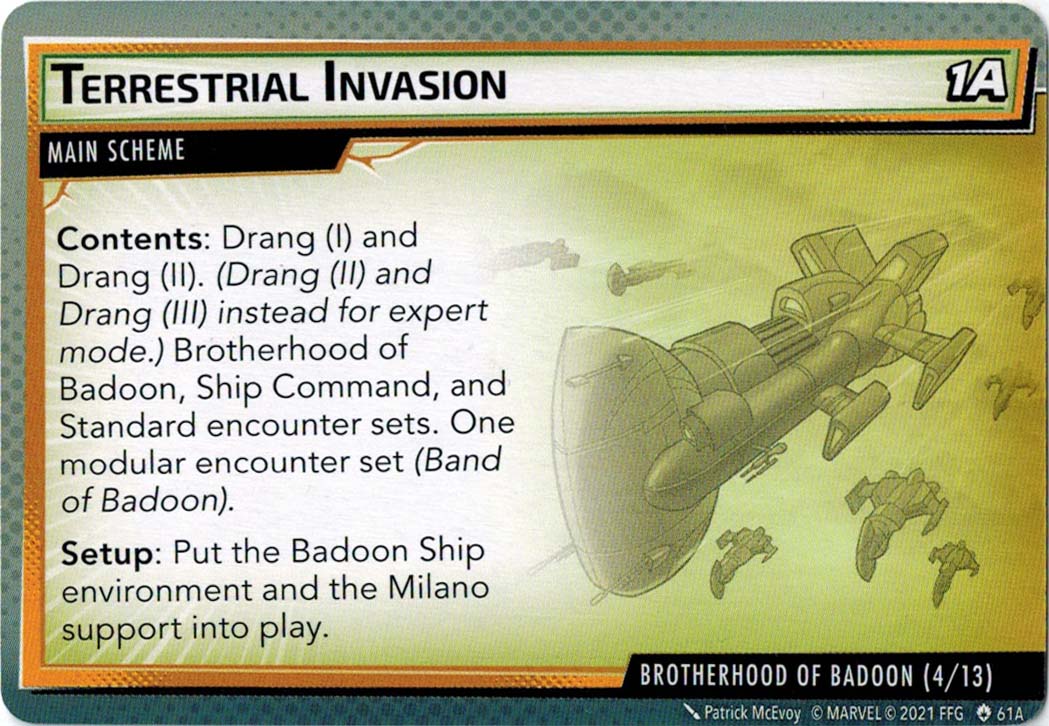 TERRESTRIAL INVASION 1A
MAIN SCHEME
Contents: Drang (I) and
Drang (II). (Drang (II) and
Drang (III) instead for expert
mode.) Brotherhood of
Badoon, Ship Command, and
Standard encounter sets. One
modular encounter set (Band
of Badoon).
Setup: Put the Badoon Ship
environment and the Milano
support into play.
BROTHERHOOD OF BADOON (4/13)
Patrick McEvoy © MARVEL © 2021 FFG 61A